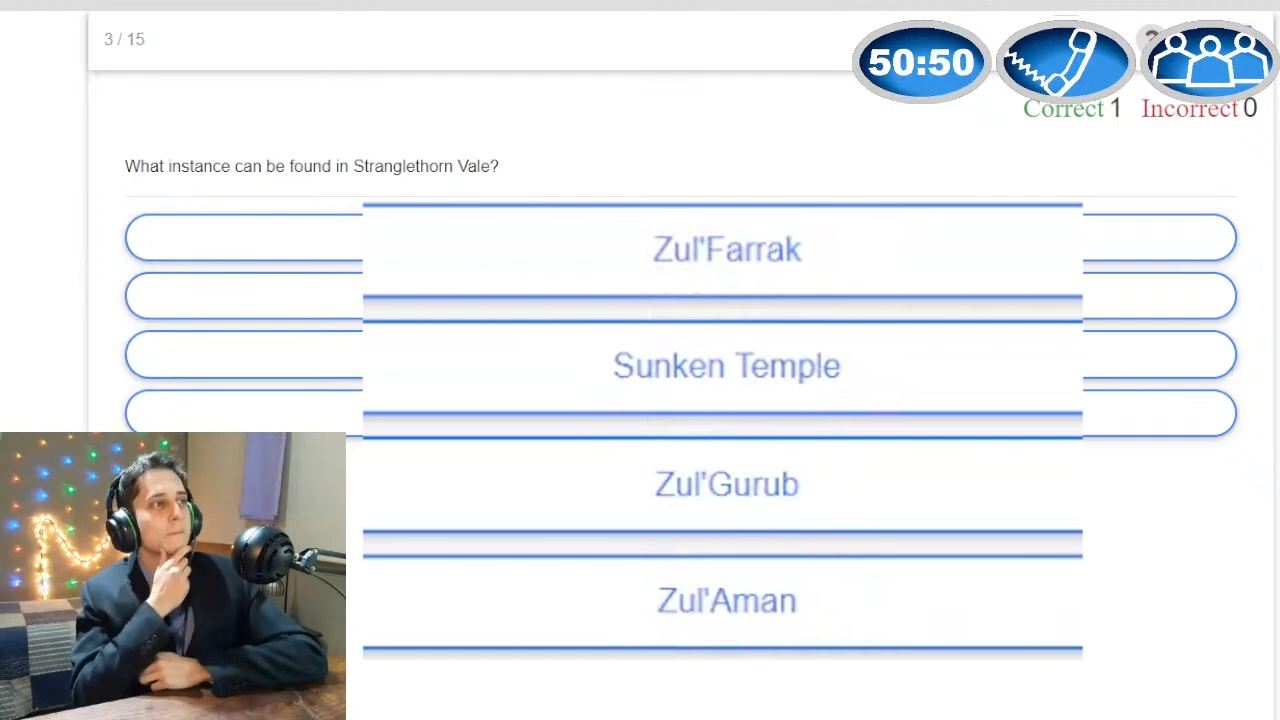 3 / 15
50:50
Correct 1 Incorrect 0
What instance can be found in Stranglethorn Vale?
Zul'Farrak
Sunken Temple
Zul'Gurub
Zul'Aman
N